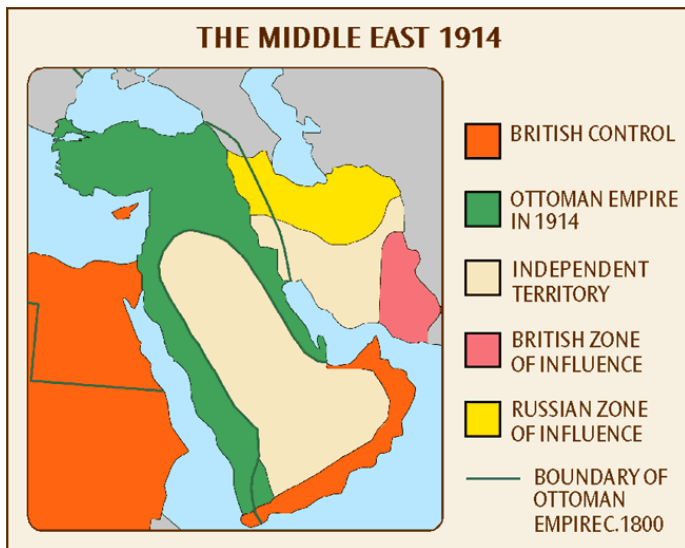 THE MIDDLE EAST 1914
BRITISH CONTROL
OTTOMAN EMPIRE
IN 1914
INDEPENDENT
TERRITORY
BRITISH ZONE
OF INFLUENCE
RUSSIAN ZONE
OF INFLUENCE
BOUNDARY OF
OTTOMAN
EMPIREC.1800